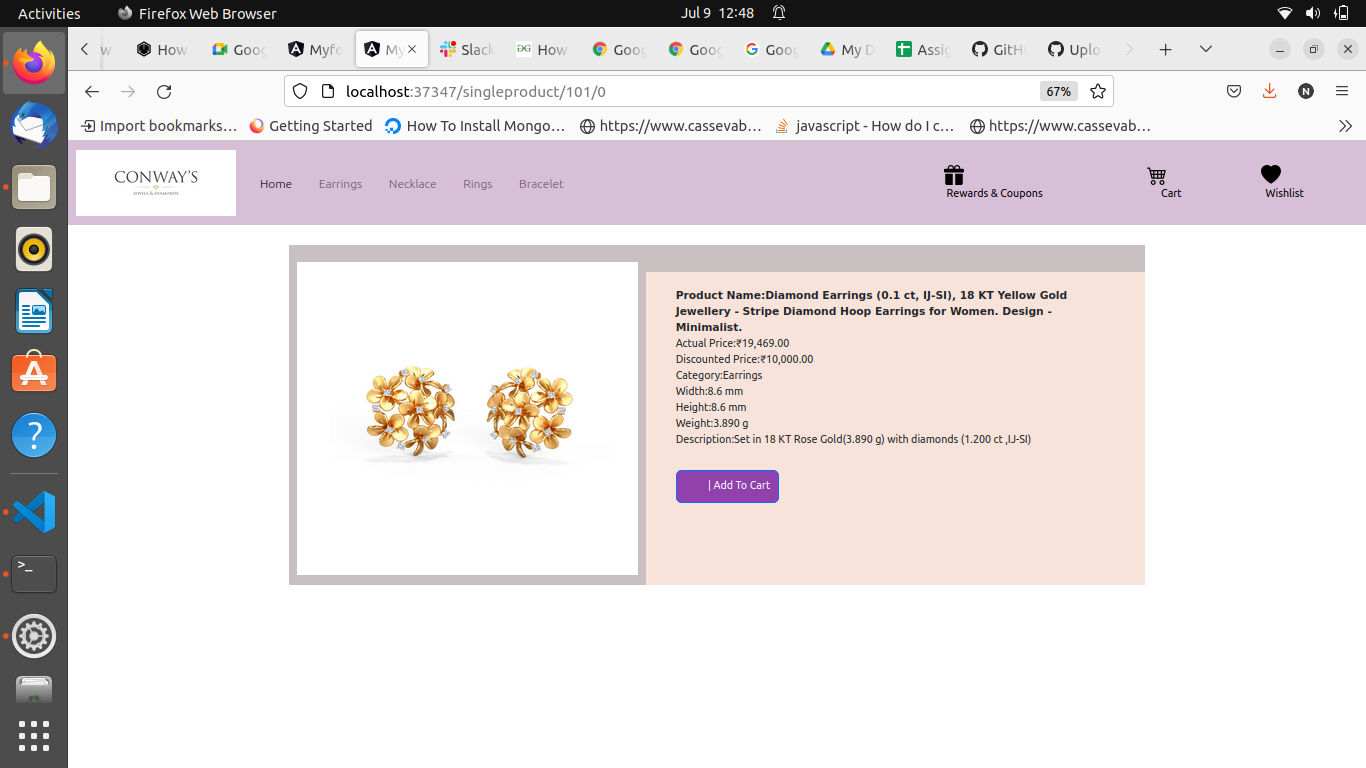 Activities
Firefox Web Browser
Jul 9 12:48
How
Goog
Myfo
My
Slack
How
Goog
Goog
Goog
My D
Assig
GitH
Uplo
localhost:37347/singleproduct/101/0
67%
N
Import bookmarks…
Getting Started
How To Install Mongo…
https://www.cassevab…
javascript - How do I c…
https://www.cassevab…
CONWAY'S
JEWELS & DIAMONDS
Home
Earrings
Necklace
Rings
Bracelet
Rewards & Coupons
Cart
Wishlist
Product Name:Diamond Earrings (0.1 ct, IJ-SI), 18 KT Yellow Gold
Jewellery - Stripe Diamond Hoop Earrings for Women. Design -
Minimalist.
Actual Price:₹19,469.00
Discounted Price:₹10,000.00
Category:Earrings
Width:8.6 mm
Height:8.6 mm
Weight:3.890 g
Description:Set in 18 KT Rose Gold(3.890 g) with diamonds (1.200 ct ,IJ-SI)
| Add To Cart